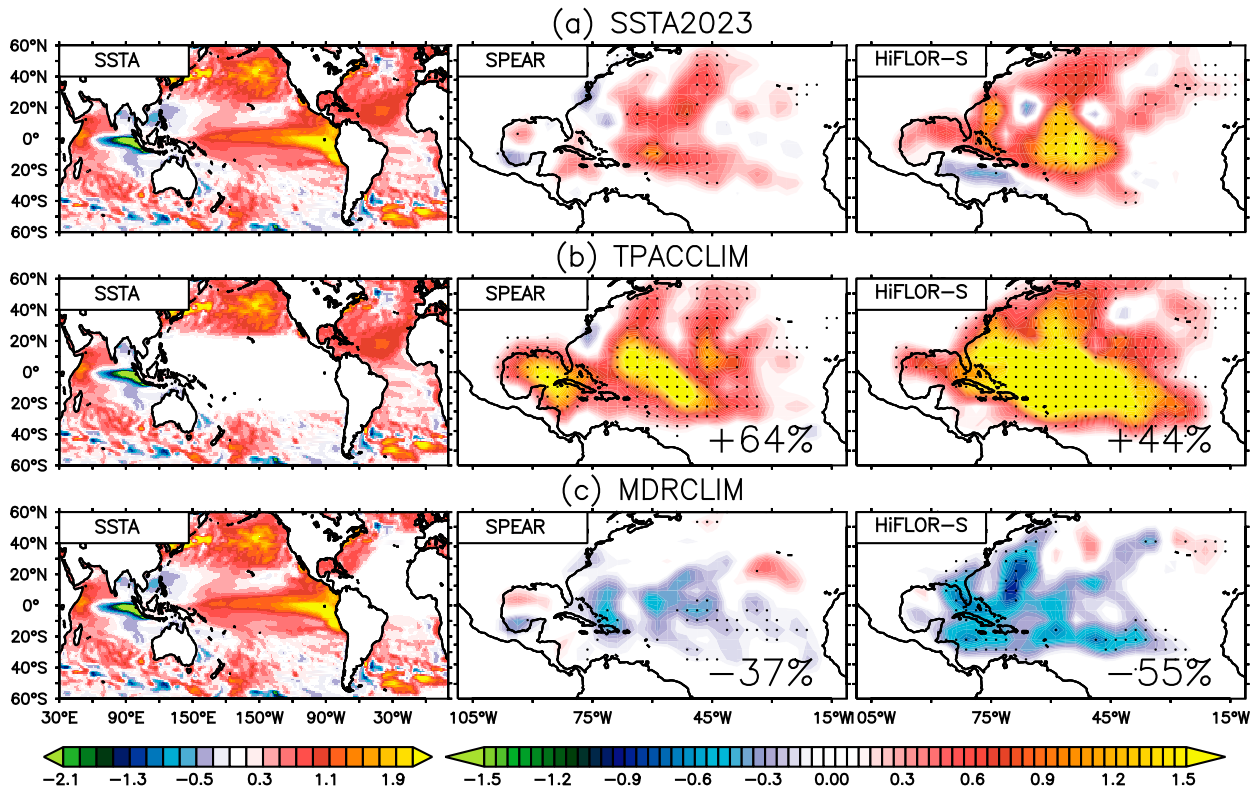 (a) SSTA2023
SSTA SPEAR HiFLOR-S
60°N
40°N
20°N
0°
20°S
40°S
60°S
(b) TPACCLIM
SSTA SPEAR HiFLOR-S
60°N
40°N
20°N
0°
20°S
40°S
60°S
+64% +44%
(c) MDRCLIM
SSTA SPEAR HiFLOR-S
60°N
40°N
20°N
0°
20°S
40°S
60°S
-37% -55%
30°E 90°E 150°E 150°W 90°W 30°W 105°W 75°W 45°W 15°W 105°W 75°W 45°W 15°W
-2.1 -1.3 -0.5 0.3 1.1 1.9 -1.5 -1.2 -0.9 -0.6 -0.3 0.00 0.3 0.6 0.9 1.2 1.5